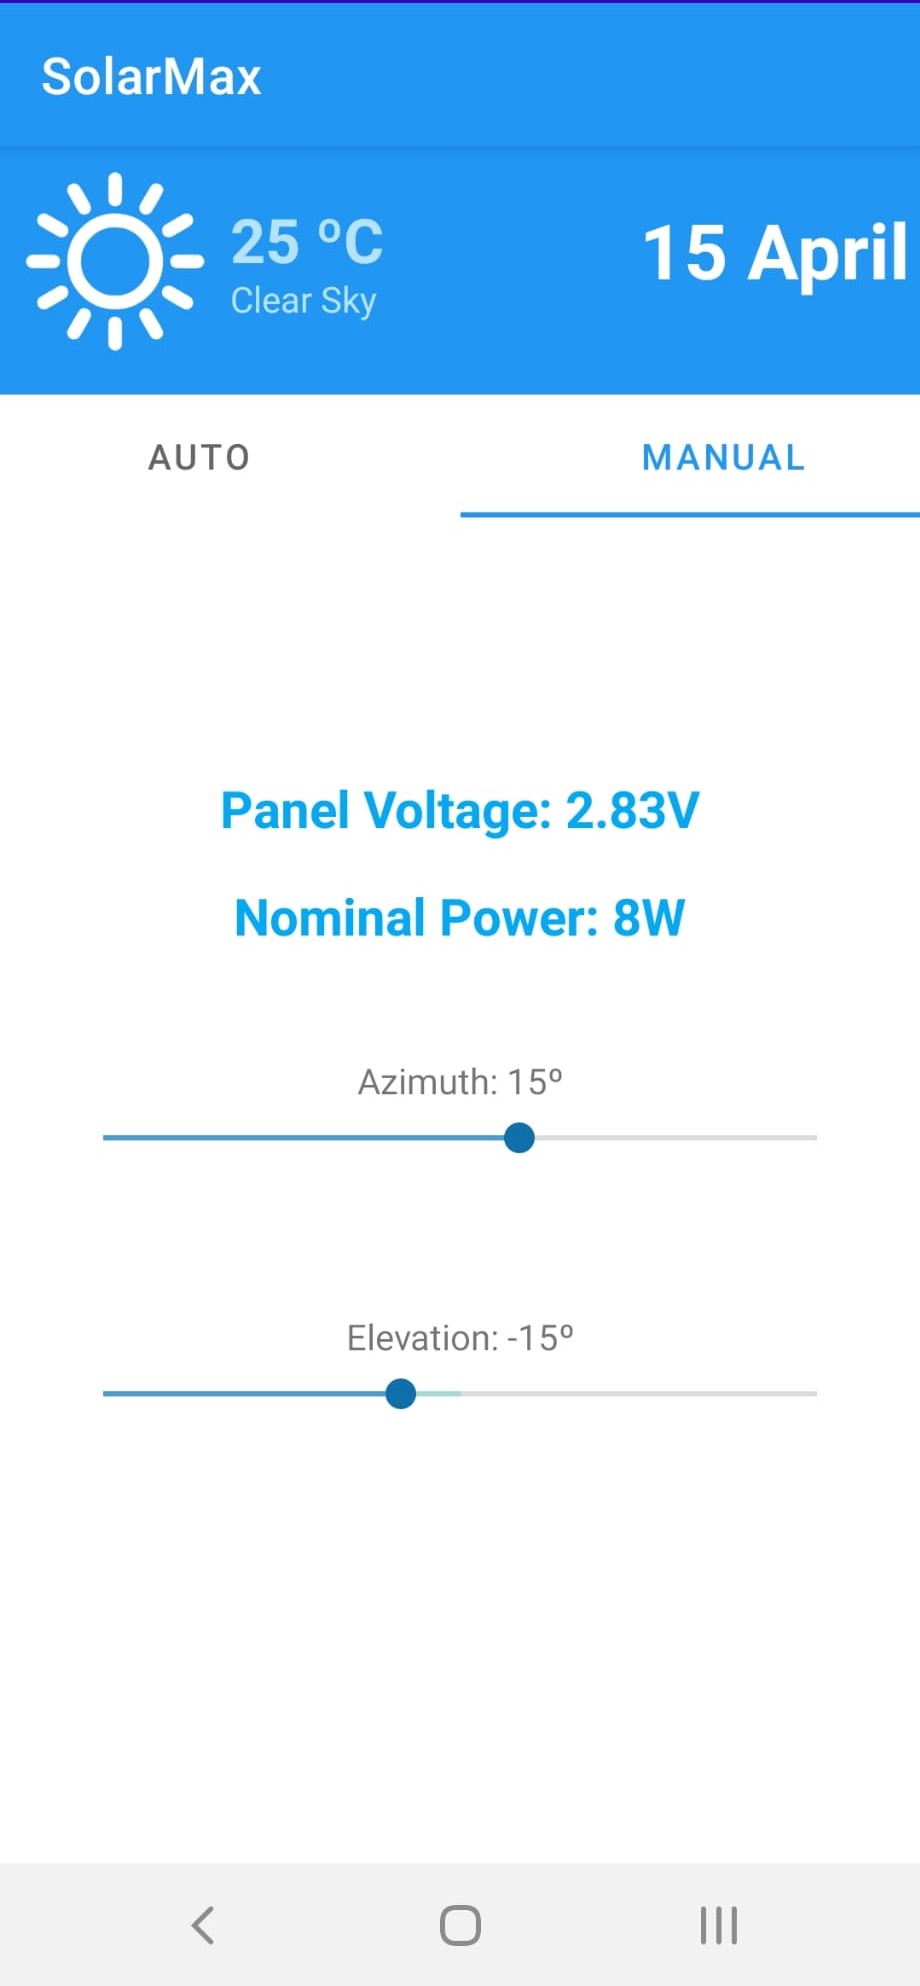 SolarMax
25 ºC
Clear Sky
15 April
AUTO
MANUAL
Panel Voltage: 2.83V
Nominal Power: 8W
Azimuth: 15º
Elevation: -15º